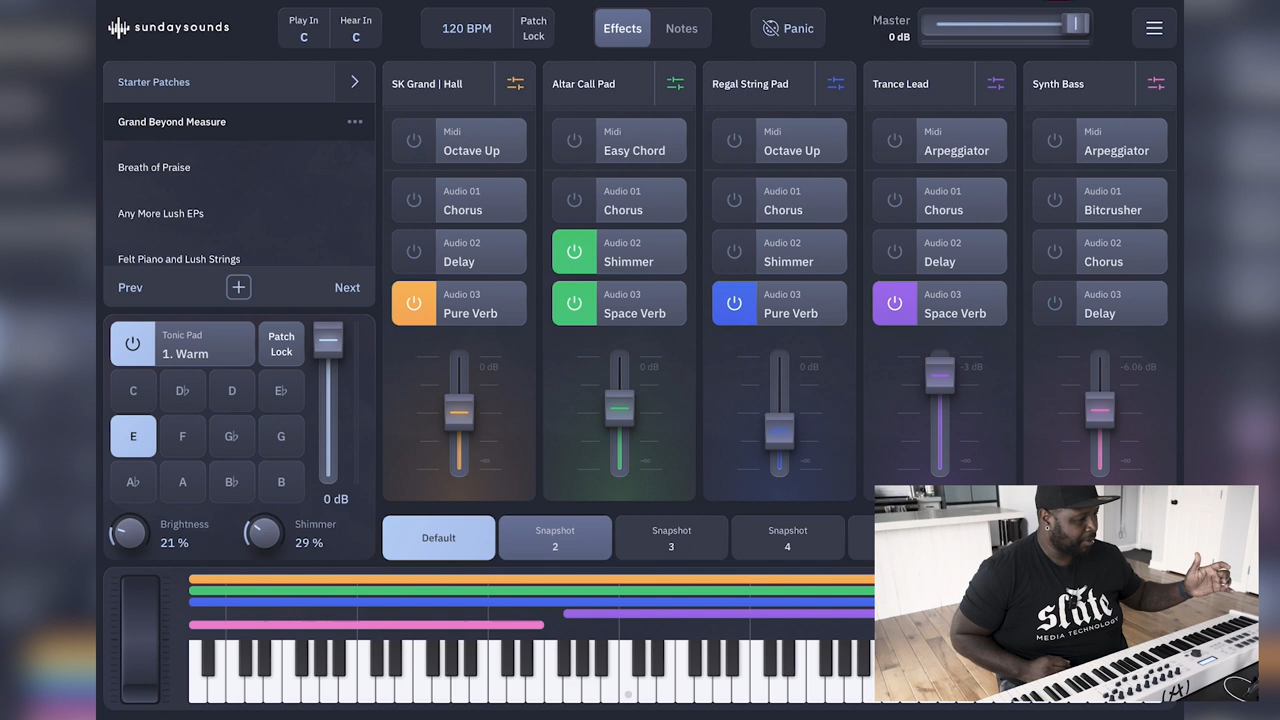 sundaysounds
Play In
C
Hear In
C
120 BPM
Patch
Lock
Effects
Notes
Panic
Master
0 dB
Starter Patches
Grand Beyond Measure
Breath of Praise
Any More Lush EPs
Felt Piano and Lush Strings
Prev
Next
Tonic Pad
1. Warm
Patch
Lock
C D♭ D E♭
E F G♭ G
A♭ A B♭ B
0 dB
Brightness
21 %
Shimmer
29 %
SK Grand | Hall
Midi
Octave Up
Audio 01
Chorus
Audio 02
Delay
Audio 03
Pure Verb
0 dB
-∞
Altar Call Pad
Midi
Easy Chord
Audio 01
Chorus
Audio 02
Shimmer
Audio 03
Space Verb
0 dB
-∞
Regal String Pad
Midi
Octave Up
Audio 01
Chorus
Audio 02
Shimmer
Audio 03
Pure Verb
0 dB
-∞
Trance Lead
Midi
Arpeggiator
Audio 01
Chorus
Audio 02
Delay
Audio 03
Space Verb
-3 dB
-∞
Synth Bass
Midi
Arpeggiator
Audio 01
Bitcrusher
Audio 02
Chorus
Audio 03
Delay
-6.06 dB
-∞
Default
Snapshot
2
Snapshot
3
Snapshot
4
slate
MEDIA TECHNOLOGY